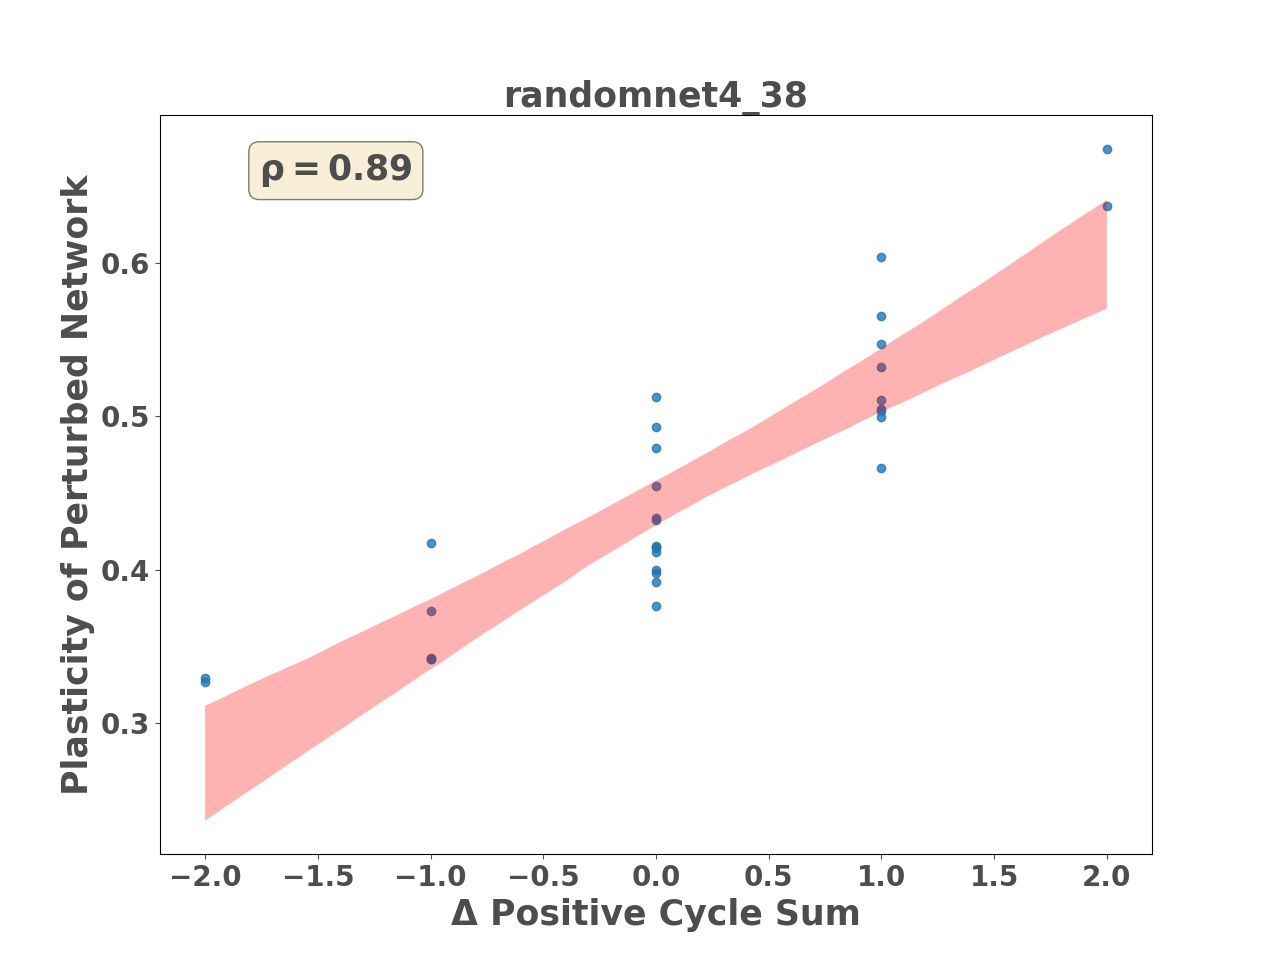 randomnet4_38
ρ = 0.89
Plasticity of Perturbed Network
0.6
0.5
0.4
0.3
−2.0 −1.5 −1.0 −0.5 0.0 0.5 1.0 1.5 2.0
Δ Positive Cycle Sum